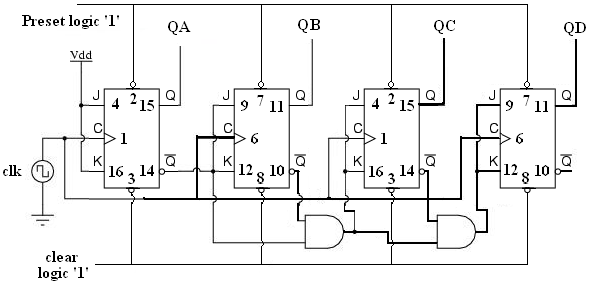 Preset logic '1'
QA QB QC QD
Vdd
J 4 2 15 Q J 9 7 11 Q J 4 2 15 Q J 9 7 11 Q
C 1 C 6 C 1 C 6
clk
K 16 14 Q K 12 10 Q K 16 14 Q K 12 10 Q
3 8 3 8
clear
logic '1'